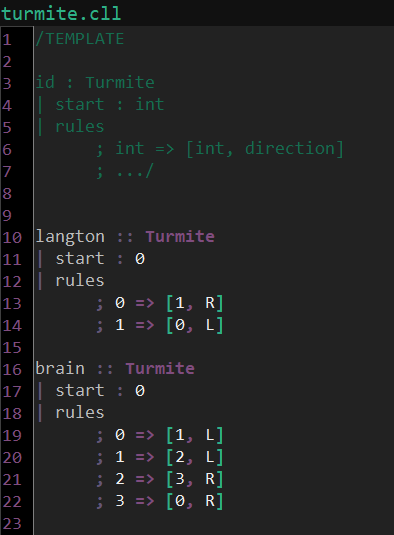 turmite.cll
1 /TEMPLATE
2
3 id : Turmite
4 | start : int
5 | rules
6         ; int => [int, direction]
7         ; .../
8
9
10 langton :: Turmite
11 | start : 0
12 | rules
13         ; 0 => [1, R]
14         ; 1 => [0, L]
15
16 brain :: Turmite
17 | start : 0
18 | rules
19         ; 0 => [1, L]
20         ; 1 => [2, L]
21         ; 2 => [3, R]
22         ; 3 => [0, R]
23